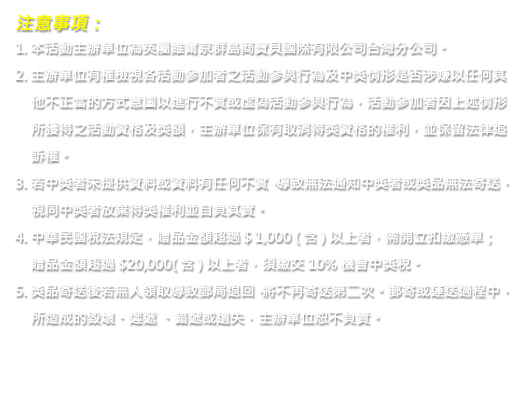 注意事項：
1. 本活動主辦單位為英屬維爾京群島商寶貝國際有限公司台灣分公司。
2. 主辦單位有權檢視各活動參加者之活動參與行為及中獎情形是否涉嫌以任何其
他不正當的方式意圖以進行不實或虛偽活動參與行為，活動參加者因上述情形
所獲得之活動資格及獎額，主辦單位保有取消得獎資格的權利，並保留法律追
訴權。
3. 若中獎者未提供資料或資料有任何不實，導致無法通知中獎者或獎品無法寄送，
視同中獎者放棄得獎權利並自負其責。
4. 中華民國稅法規定，贈品金額超過＄1,000 ( 含 ) 以上者，需開立扣繳憑單；
贈品金額超過 $20,000( 含 ) 以上者，須繳交 10% 機會中獎稅。
5. 獎品寄送後若無人領取導致郵局退回，將不再寄送第二次。郵寄或運送過程中，
所造成的毀壞、遲遞 、錯遞或遺失，主辦單位恕不負責。